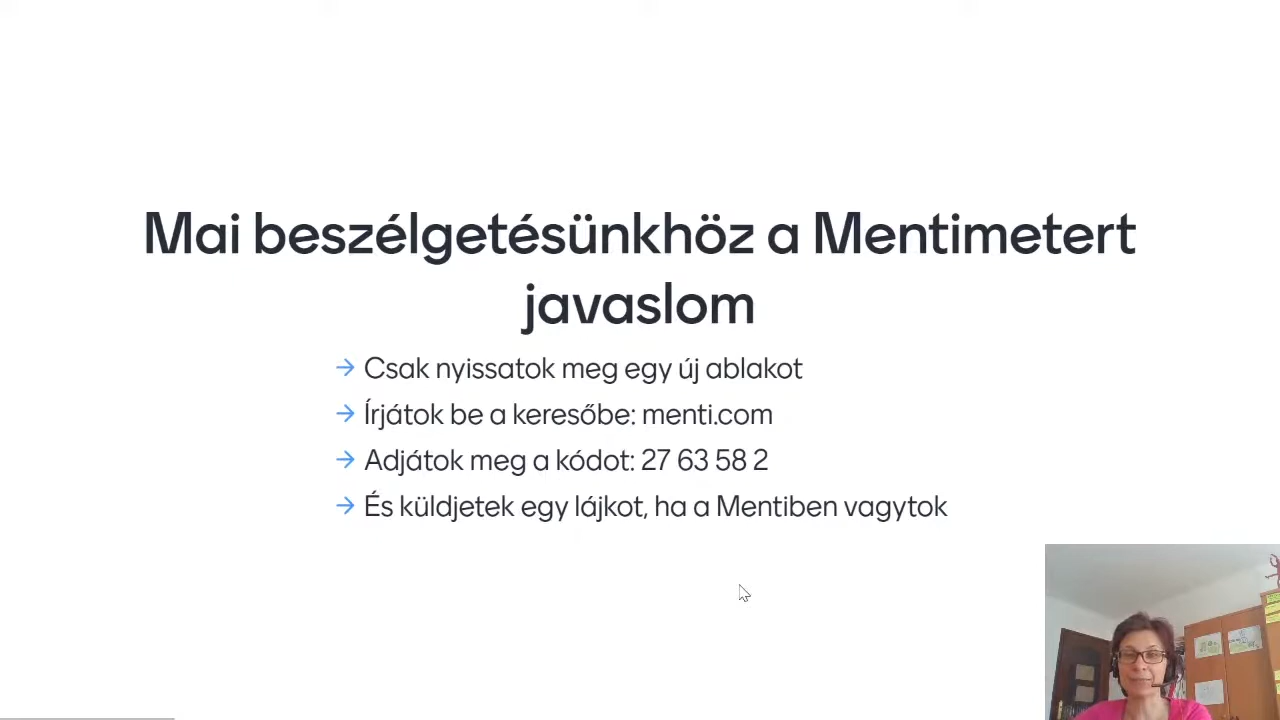 Mai beszélgetésünkhöz a Mentimetert
javaslom
→ Csak nyissatok meg egy új ablakot
→ Írjátok be a keresőbe: menti.com
→ Adjátok meg a kódot: 27 63 58 2
→ És küldjetek egy lájkot, ha a Mentiben vagytok